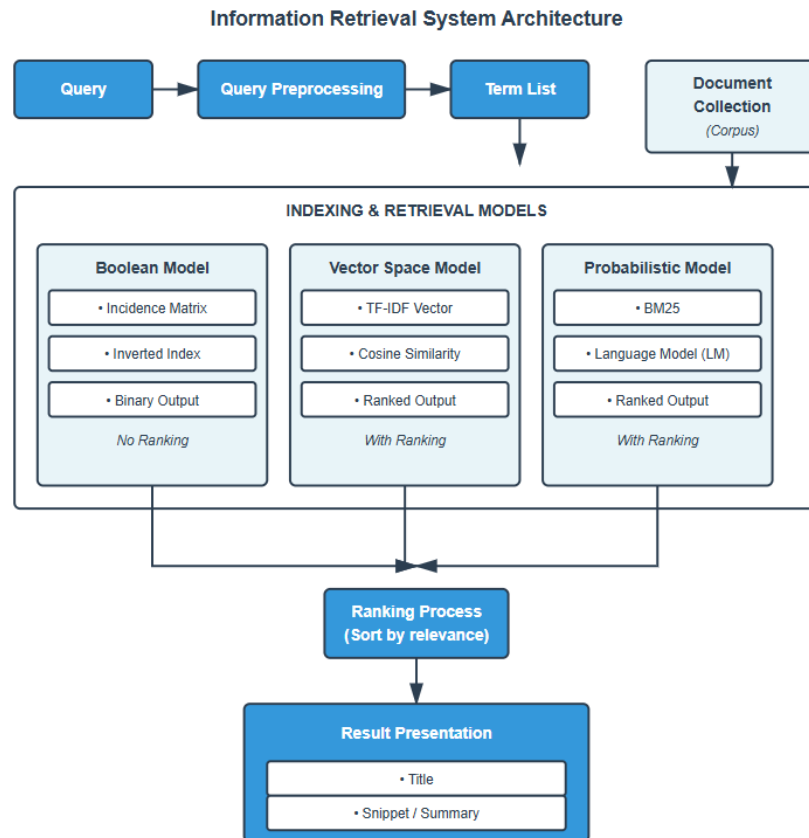 Information Retrieval System Architecture
Query
Query Preprocessing
Term List
Document
Collection
(Corpus)
INDEXING & RETRIEVAL MODELS
Boolean Model
• Incidence Matrix
• Inverted Index
• Binary Output
No Ranking
Vector Space Model
• TF-IDF Vector
• Cosine Similarity
• Ranked Output
With Ranking
Probabilistic Model
• BM25
• Language Model (LM)
• Ranked Output
With Ranking
Ranking Process
(Sort by relevance)
Result Presentation
• Title
• Snippet / Summary